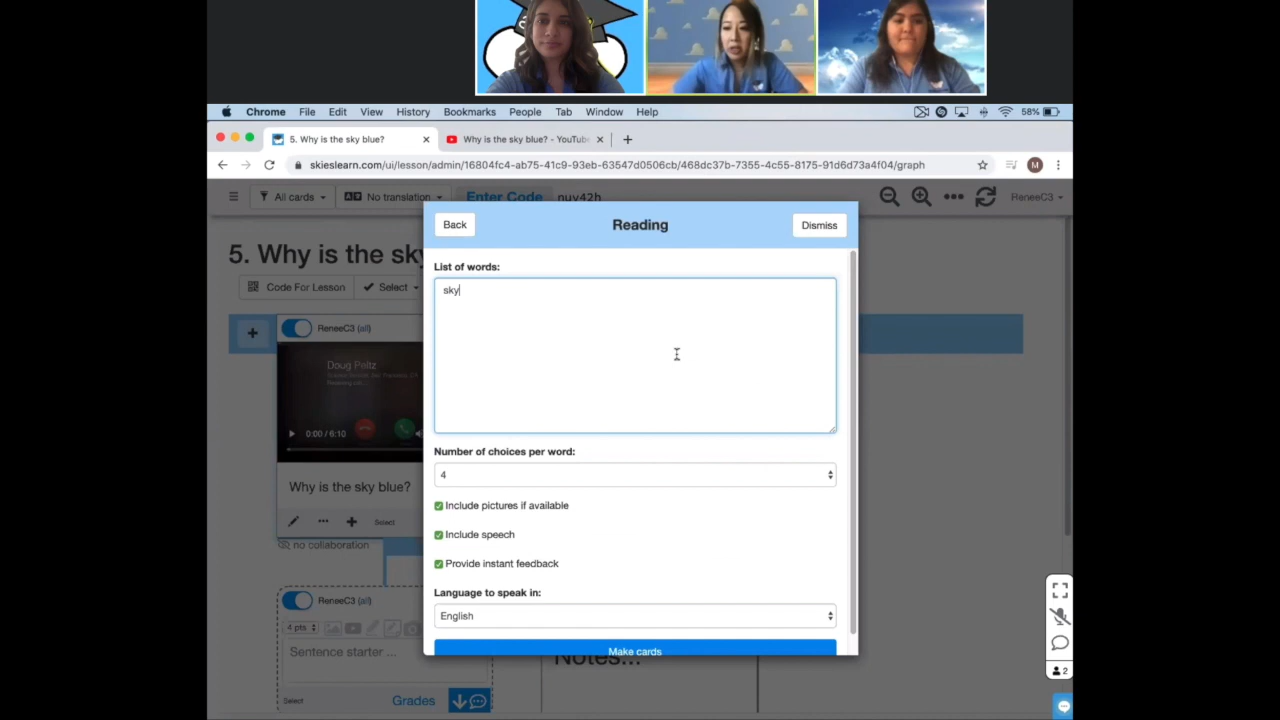 Chrome File Edit View History Bookmarks People Tab Window Help 58%
5. Why is the sky blue? Why is the sky blue? - YouTube
skieslearn.com/ui/lesson/admin/16804fc4-ab75-41c9-93eb-63547d0506cb/468dc37b-7355-4c55-8175-91d6d73a4f04/graph M
All cards No translation Enter Code nuv42h ReneeC3
Back Reading Dismiss
5. Why is the sky
Code For Lesson Select
List of words:
sky
ReneeC3 (all)
Doug Peltz
0:00 / 6:10
Why is the sky blue?
Select
no collaboration
Number of choices per word:
4
Include pictures if available
Include speech
Provide instant feedback
Language to speak in:
English
Make cards
ReneeC3 (all)
4 pts
Sentence starter ...
Notes...
Select Grades
2